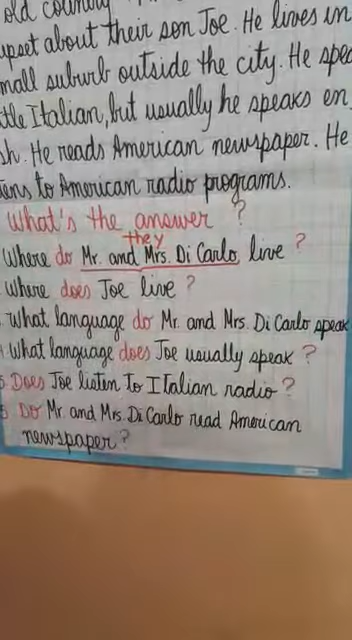 old country
upset about their son Joe. He lives in
mall suburb outside the city. He spea
ttle Italian, but usually he speaks en
sh. He reads American newspaper. He
tens to American radio programs.
What's the answer ?
they
Where do Mr. and Mrs. Di Carlo live ?
Where does Joe live ?
What language do Mr. and Mrs. Di Carlo speak
What language does Joe usually speak ?
5. Does Joe listen to Italian radio ?
Do Mr. and Mrs. Di Carlo read American
newspaper ?